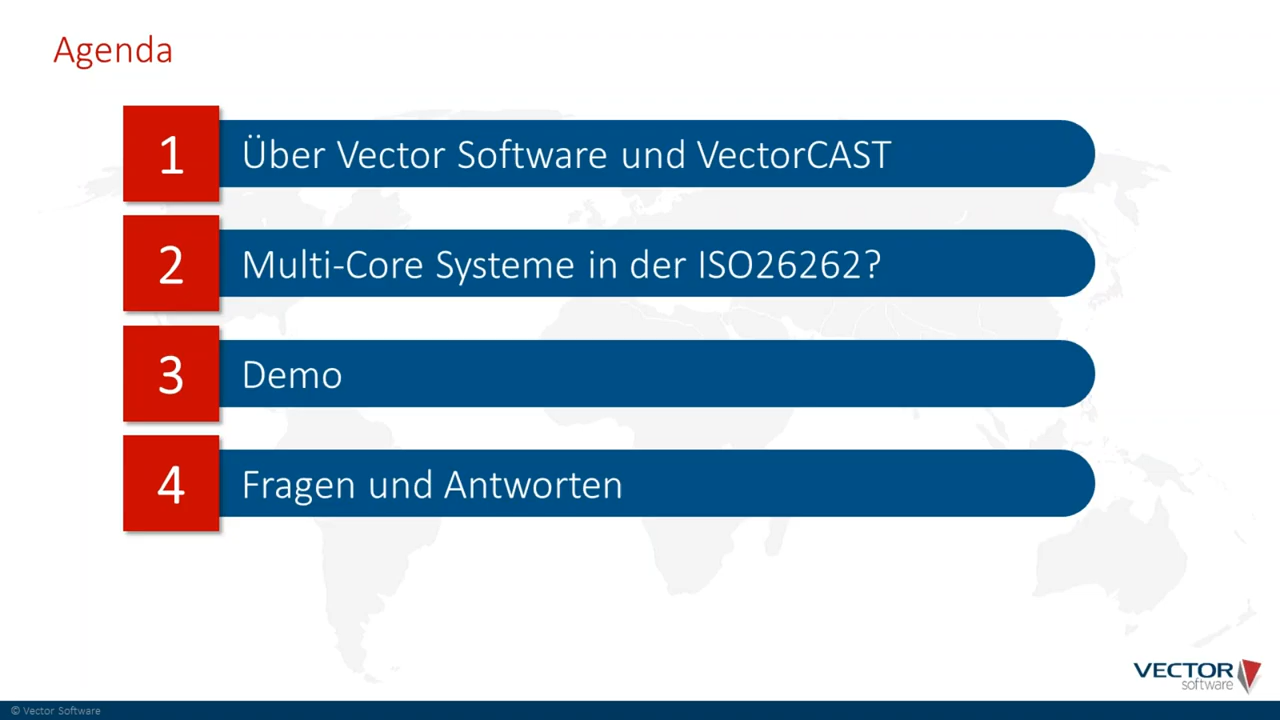 Agenda
1 Über Vector Software und VectorCAST
2 Multi-Core Systeme in der ISO26262?
3 Demo
4 Fragen und Antworten
VECTOR
software
© Vector Software